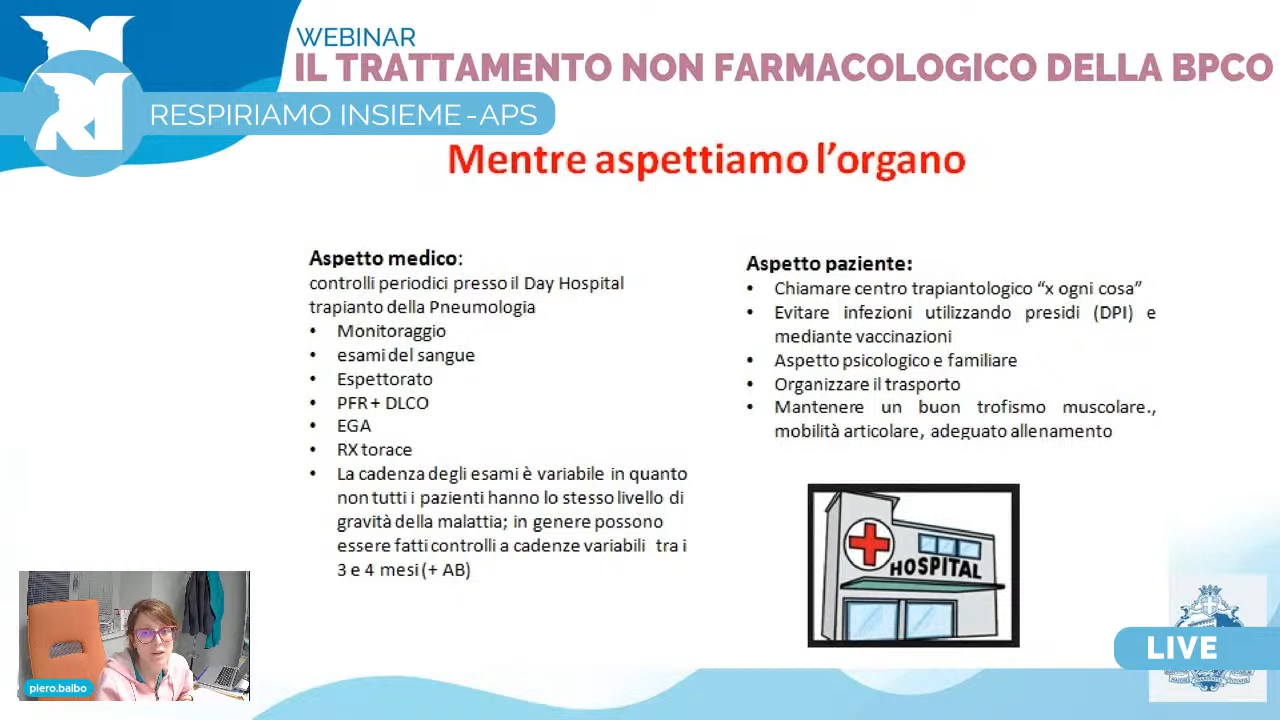 WEBINAR
IL TRATTAMENTO NON FARMACOLOGICO DELLA BPCO
RESPIRIAMO INSIEME-APS
Mentre aspettiamo l’organo
Aspetto medico:
controlli periodici presso il Day Hospital
trapianto della Pneumologia
• Monitoraggio
• esami del sangue
• Espettorato
• PFR + DLCO
• EGA
• RX torace
• La cadenza degli esami è variabile in quanto
non tutti i pazienti hanno lo stesso livello di
gravità della malattia; in genere possono
essere fatti controlli a cadenze variabili tra i
3 e 4 mesi (+ AB)
Aspetto paziente:
• Chiamare centro trapiantologico “x ogni cosa”
• Evitare infezioni utilizzando presidi (DPI) e
mediante vaccinazioni
• Aspetto psicologico e familiare
• Organizzare il trasporto
• Mantenere un buon trofismo muscolare.,
mobilità articolare, adeguato allenamento
HOSPITAL
piero.balbo
LIVE